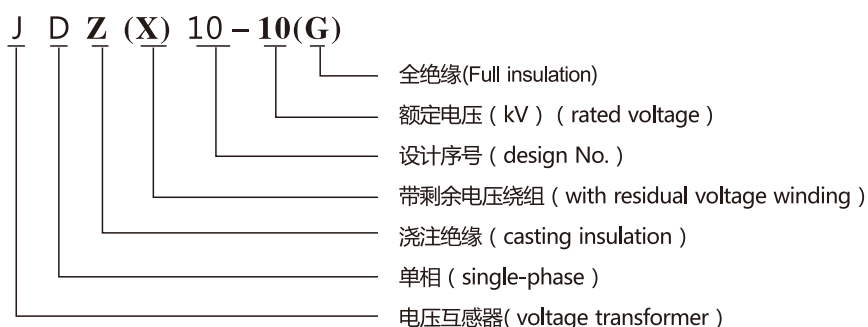 J D Z (X) 10-10(G)
全绝缘(Full insulation)
额定电压（kV）（rated voltage）
设计序号（design No.）
带剩余电压绕组（with residual voltage winding）
浇注绝缘（casting insulation）
单相（single-phase）
电压互感器( voltage transformer )